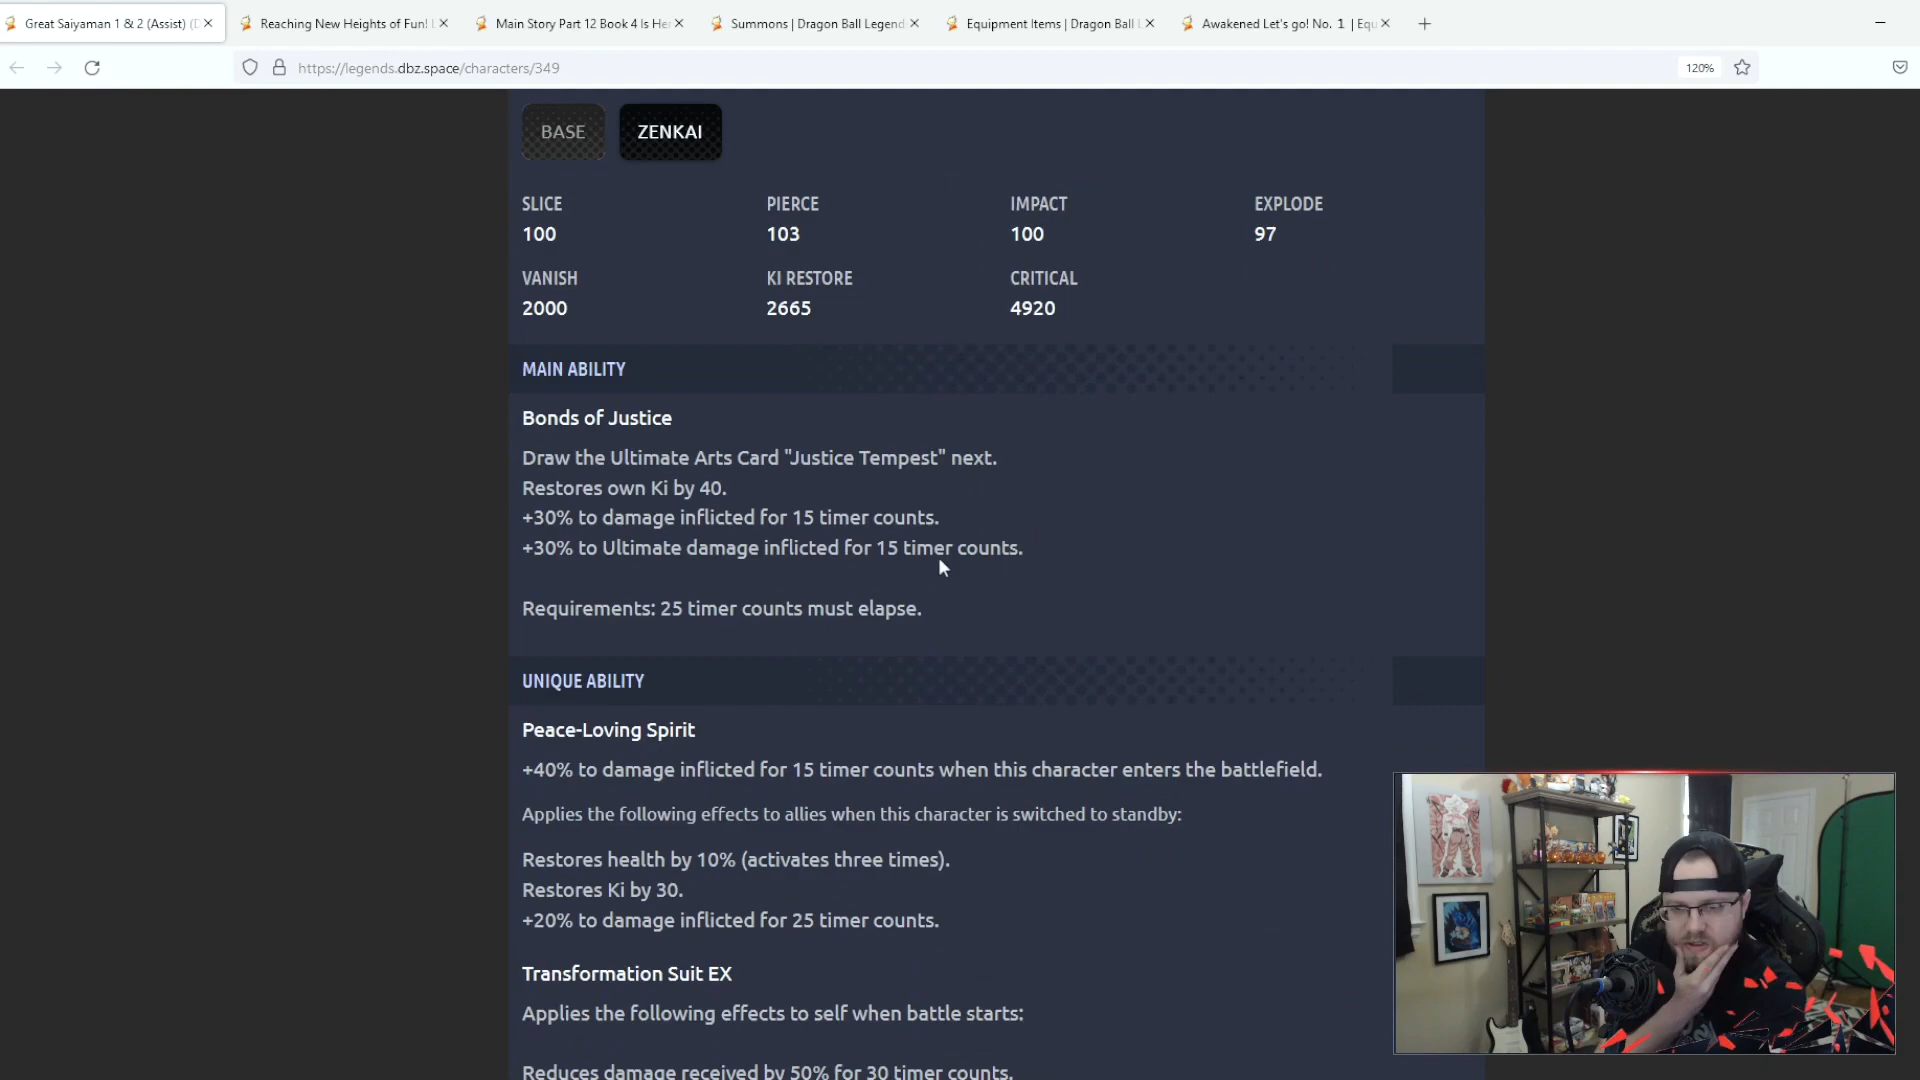 Great Saiyaman 1 & 2 (Assist) (D
Reaching New Heights of Fun!
Main Story Part 12 Book 4 Is He
Summons | Dragon Ball Legend
Equipment Items | Dragon Ball L
Awakened Let's go! No. 1 | Equ
https://legends.dbz.space/characters/349
120%
BASE
ZENKAI
SLICE
PIERCE
IMPACT
EXPLODE
100
103
100
97
VANISH
KI RESTORE
CRITICAL
2000
2665
4920
MAIN ABILITY
Bonds of Justice
Draw the Ultimate Arts Card "Justice Tempest" next.
Restores own Ki by 40.
+30% to damage inflicted for 15 timer counts.
+30% to Ultimate damage inflicted for 15 timer counts.
Requirements: 25 timer counts must elapse.
UNIQUE ABILITY
Peace-Loving Spirit
+40% to damage inflicted for 15 timer counts when this character enters the battlefield.
Applies the following effects to allies when this character is switched to standby:
Restores health by 10% (activates three times).
Restores Ki by 30.
+20% to damage inflicted for 25 timer counts.
Transformation Suit EX
Applies the following effects to self when battle starts:
Reduces damage received by 50% for 30 timer counts.